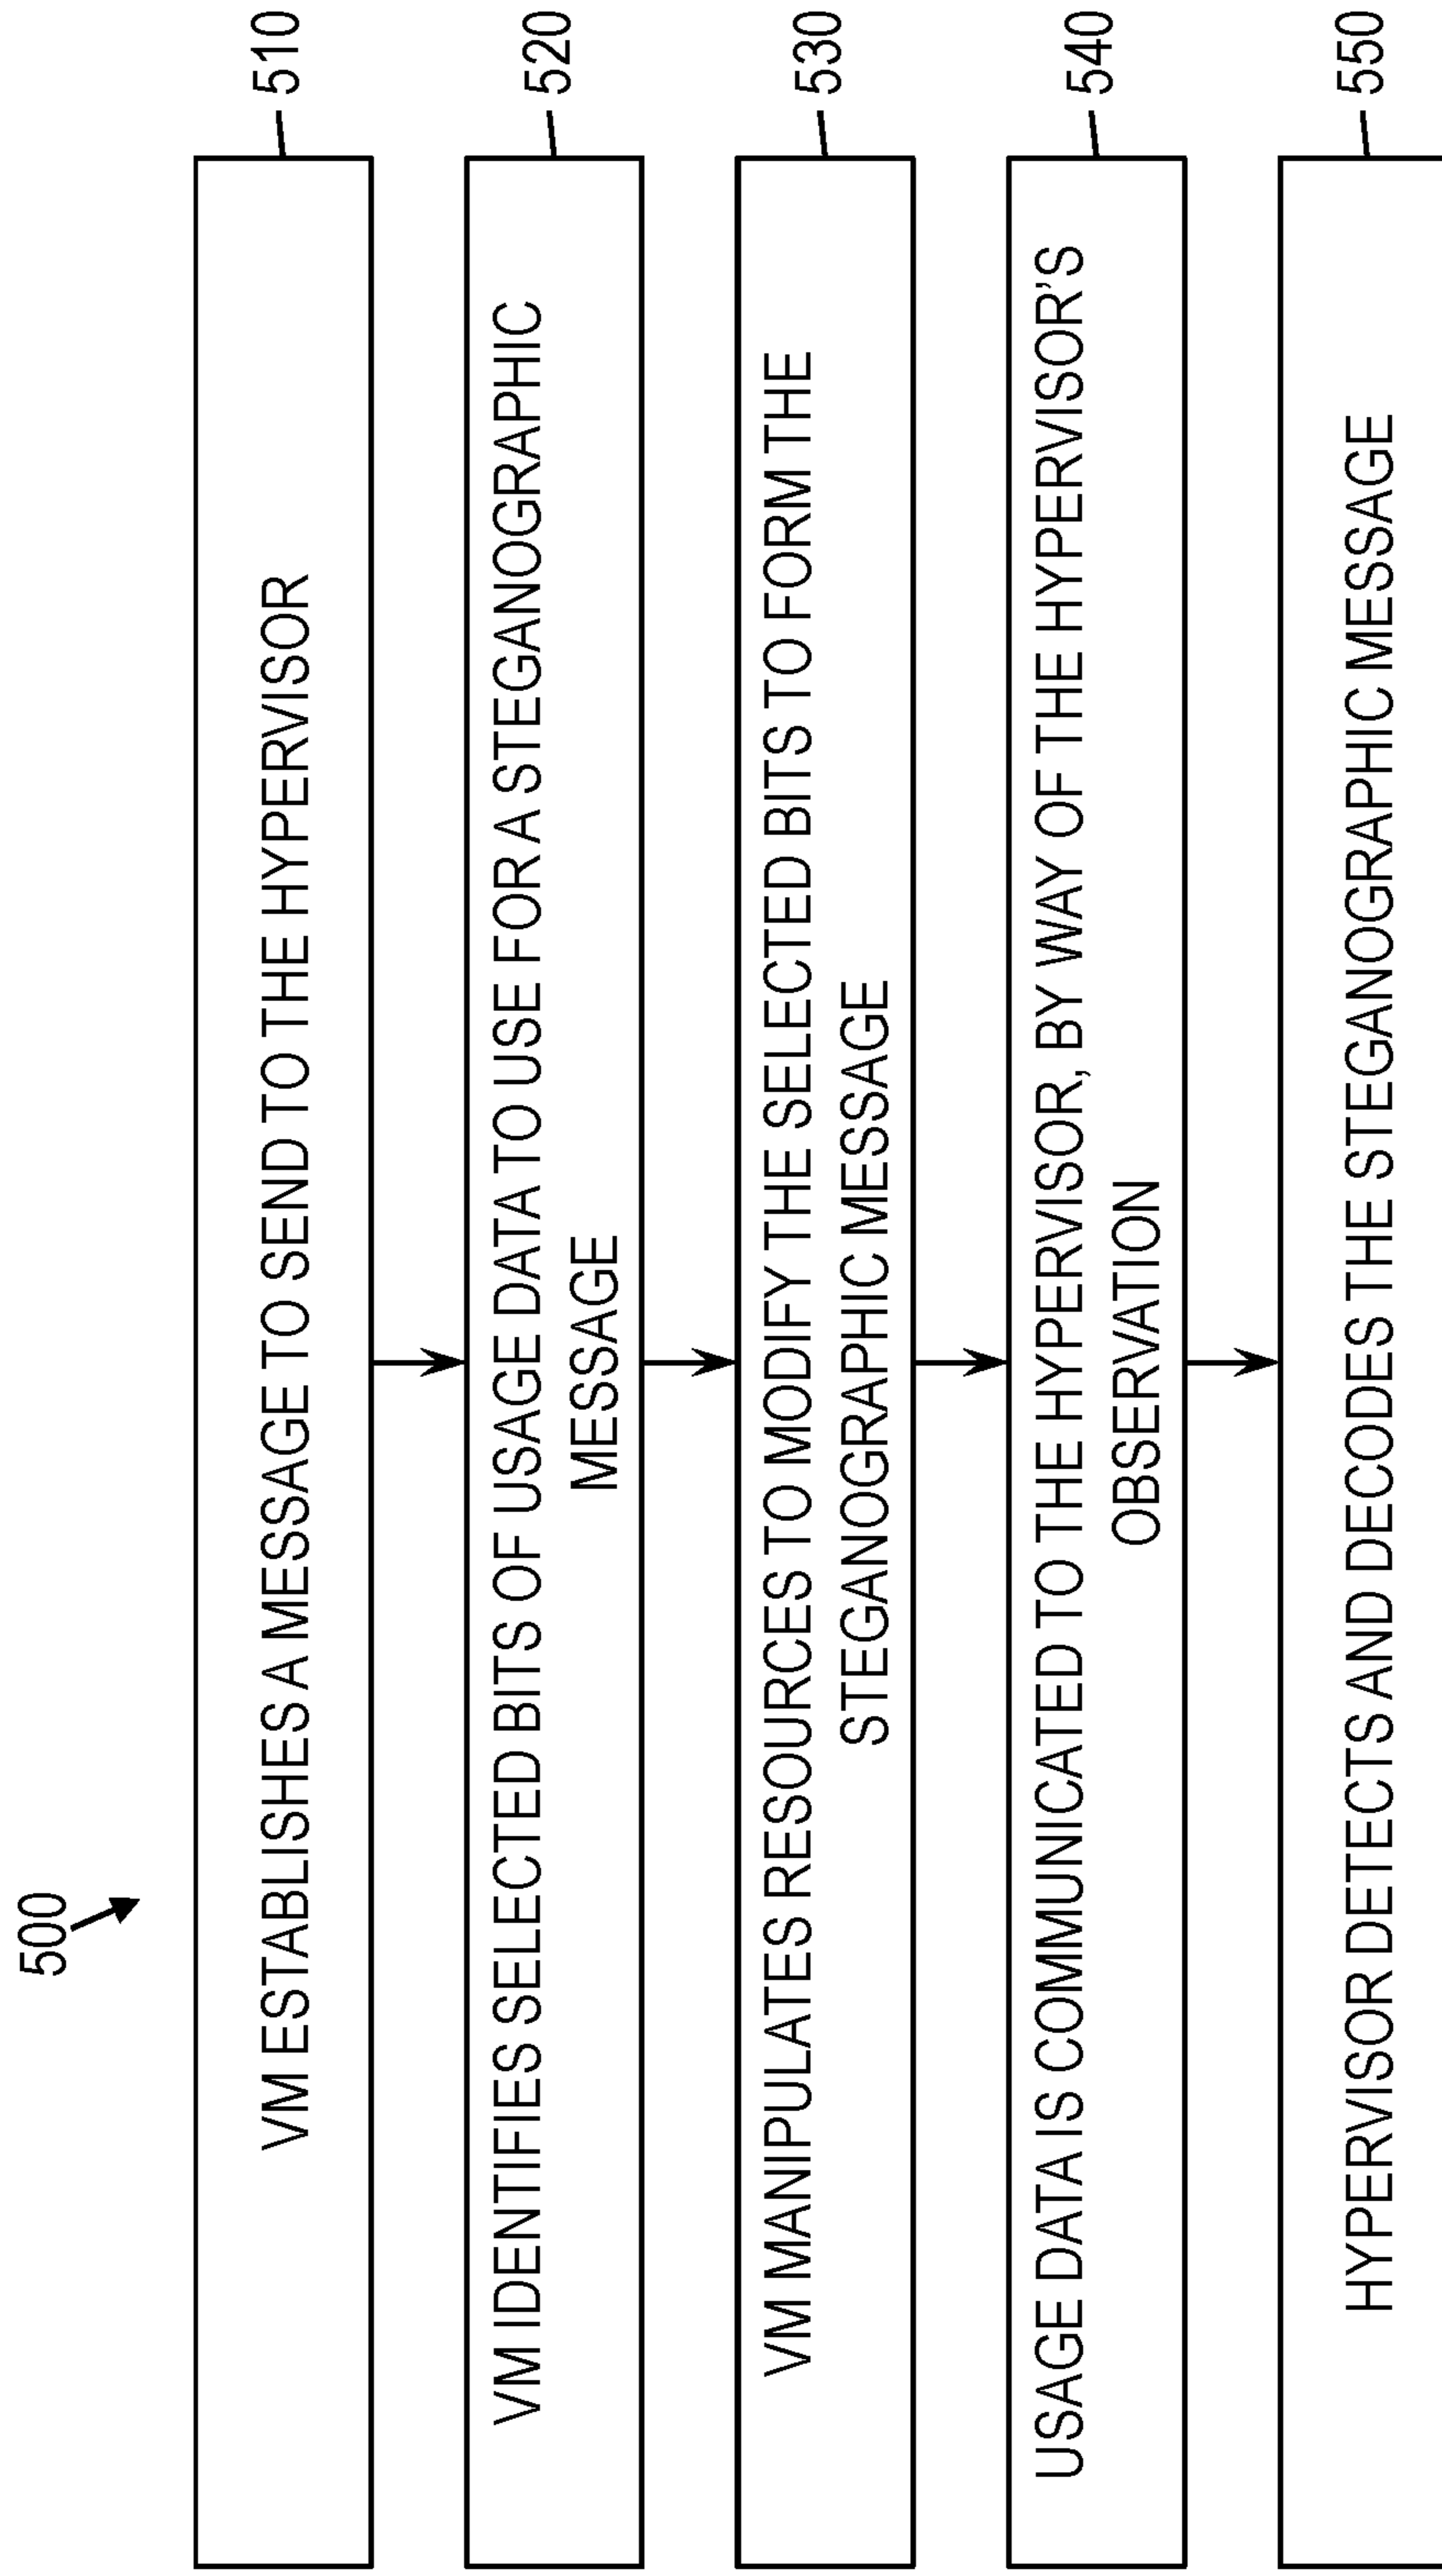 500
VM ESTABLISHES A MESSAGE TO SEND TO THE HYPERVISOR
510
VM IDENTIFIES SELECTED BITS OF USAGE DATA TO USE FOR A STEGANOGRAPHIC
MESSAGE
520
VM MANIPULATES RESOURCES TO MODIFY THE SELECTED BITS TO FORM THE
STEGANOGRAPHIC MESSAGE
530
USAGE DATA IS COMMUNICATED TO THE HYPERVISOR, BY WAY OF THE HYPERVISOR'S
OBSERVATION
540
HYPERVISOR DETECTS AND DECODES THE STEGANOGRAPHIC MESSAGE
550